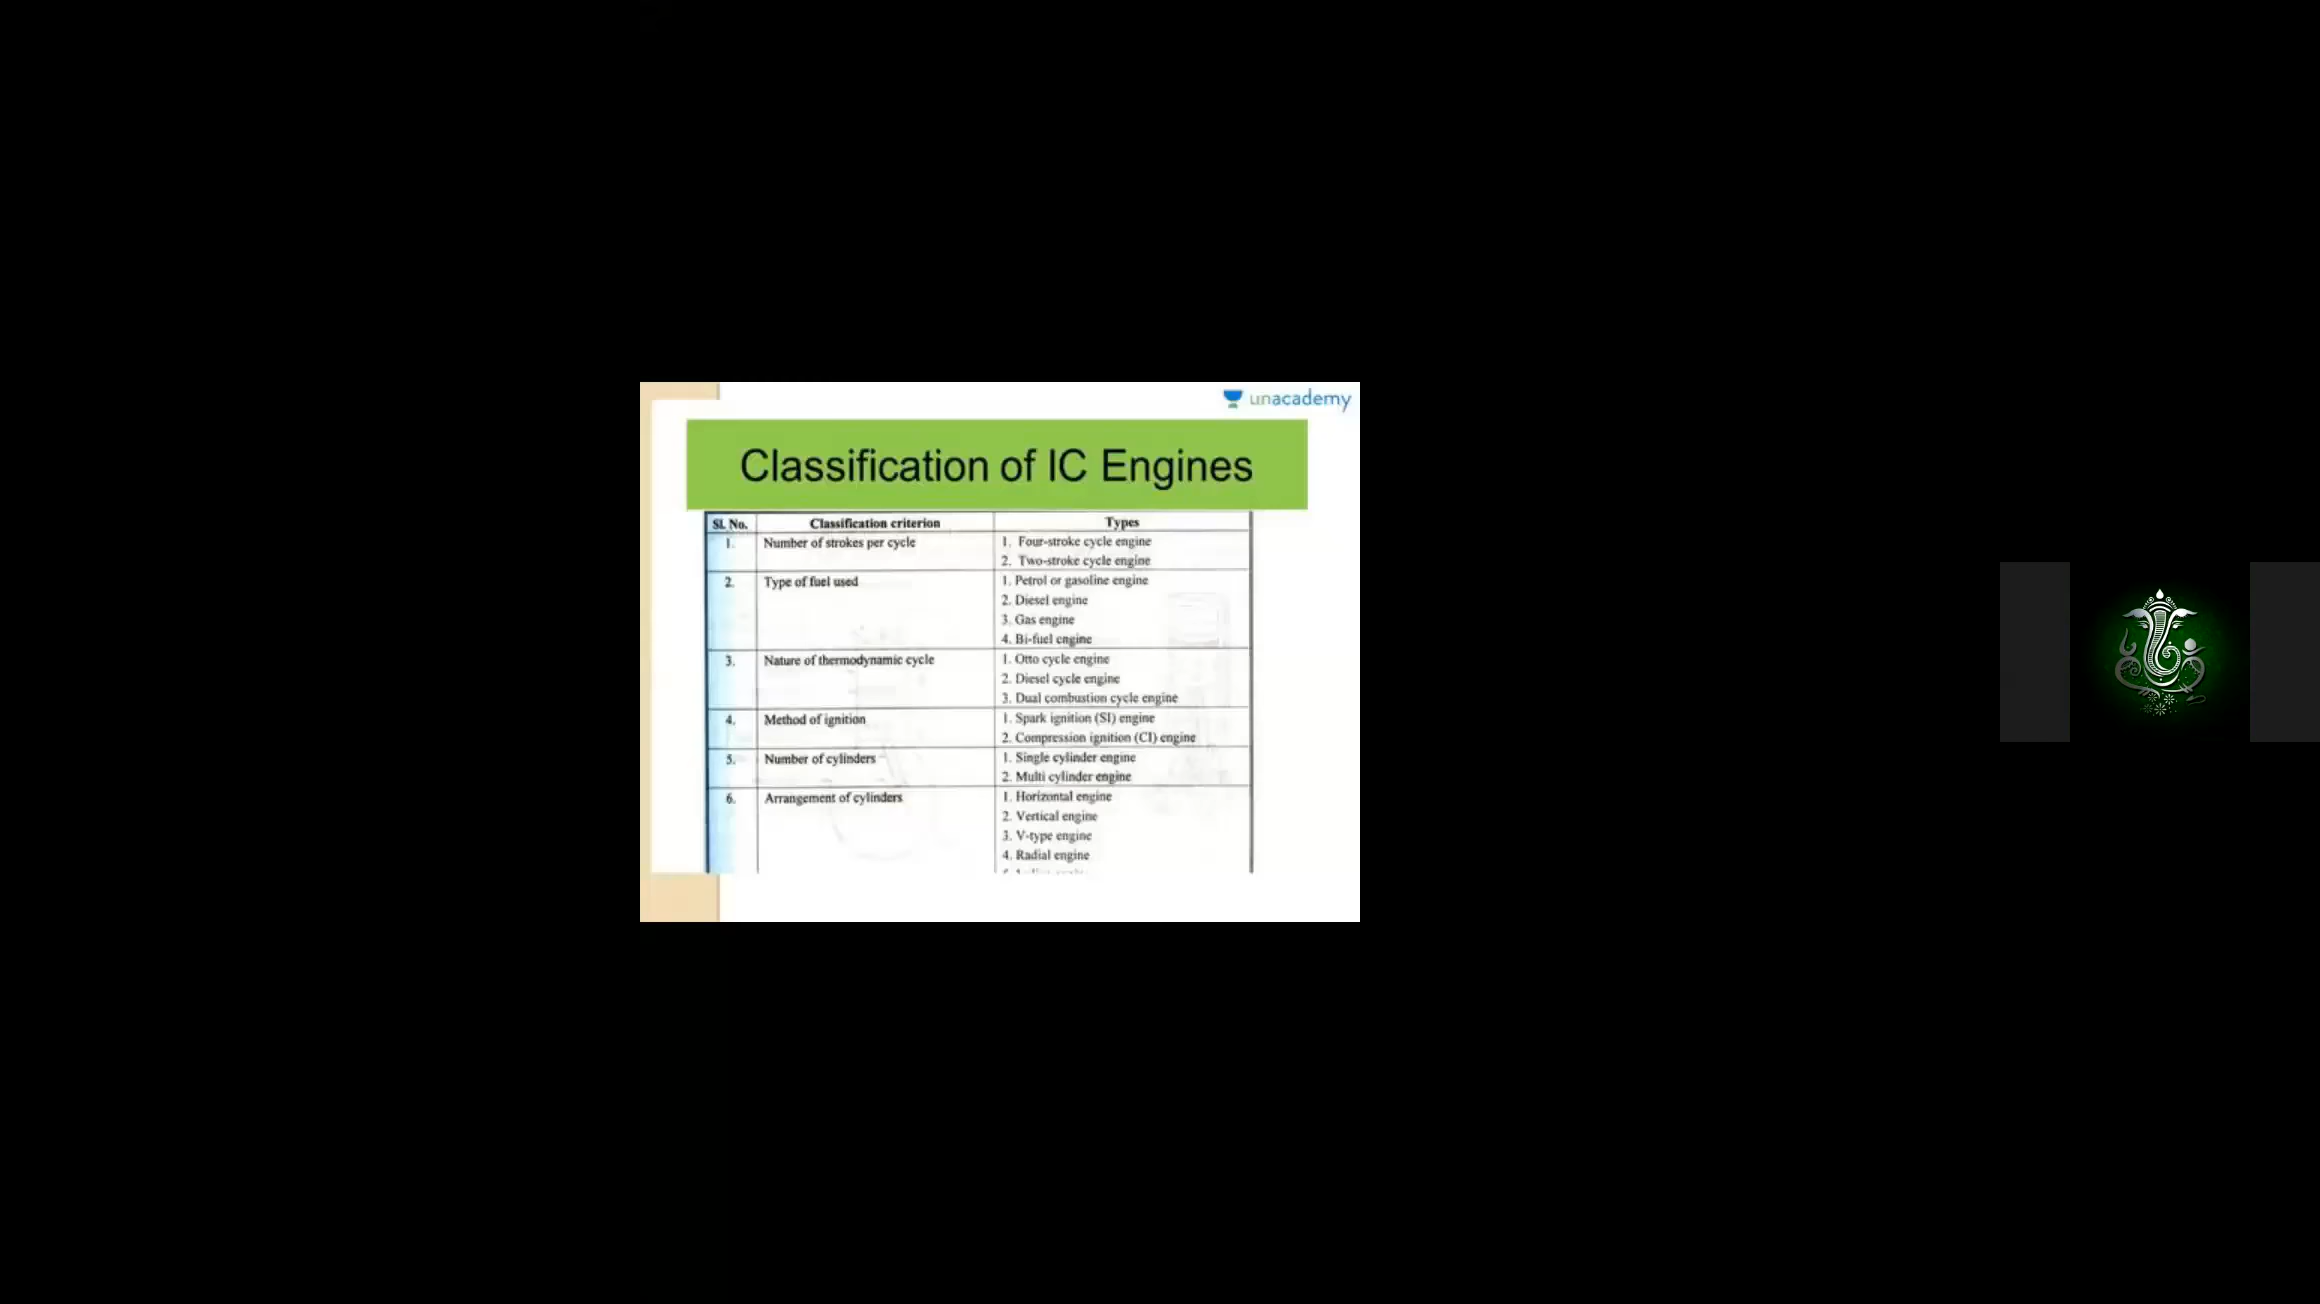 unacademy
Classification of IC Engines
Sl. No. Classification criterion Types
1. Number of strokes per cycle 1. Four-stroke cycle engine
2. Two-stroke cycle engine
2. Type of fuel used 1. Petrol or gasoline engine
2. Diesel engine
3. Gas engine
4. Bi-fuel engine
3. Nature of thermodynamic cycle 1. Otto cycle engine
2. Diesel cycle engine
3. Dual combustion cycle engine
4. Method of ignition 1. Spark ignition (SI) engine
2. Compression ignition (CI) engine
5. Number of cylinders 1. Single cylinder engine
2. Multi cylinder engine
6. Arrangement of cylinders 1. Horizontal engine
2. Vertical engine
3. V-type engine
4. Radial engine